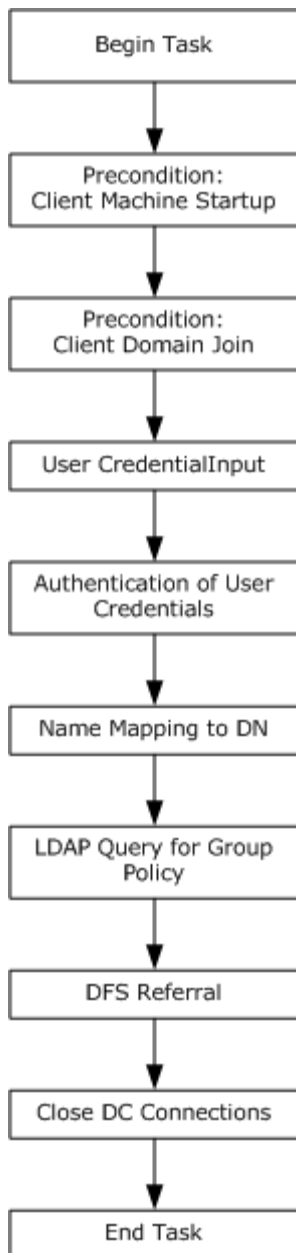 Begin Task
Precondition:
Client Machine Startup
Precondition:
Client Domain Join
User CredentialInput
Authentication of User
Credentials
Name Mapping to DN
LDAP Query for Group
Policy
DFS Referral
Close DC Connections
End Task